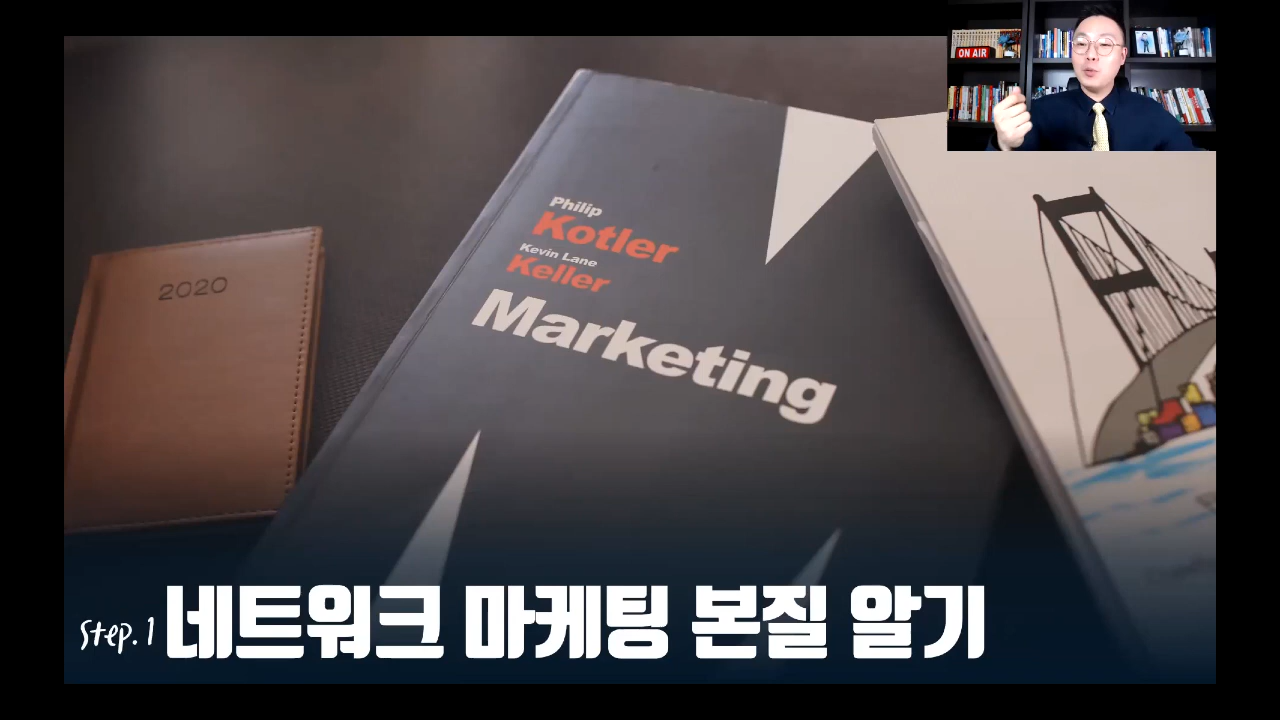 ON AIR
2020
Philip
Kotler
Kevin Lane
Keller
Marketing
Step. 1 네트워크 마케팅 본질 알기